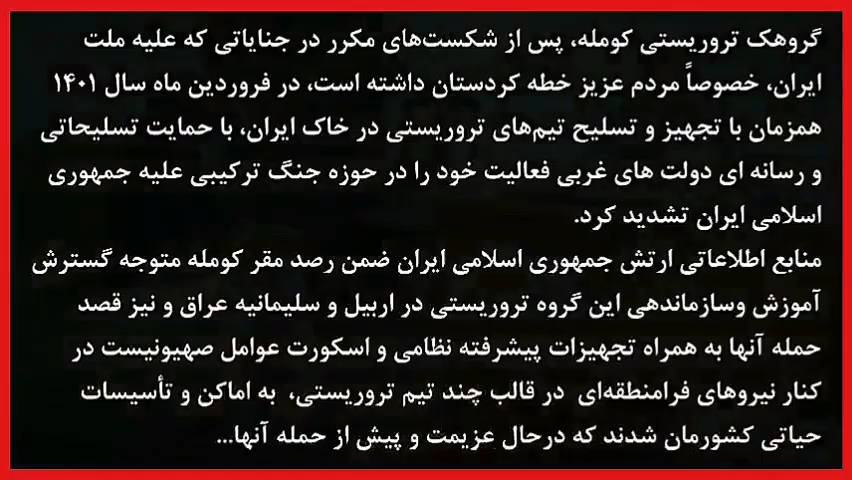 گروهک تروریستی کومله، پس از شکست‌های مکرر در جنایاتی که علیه ملت
ایران، خصوصاً مردم عزیز خطه کردستان داشته است، در فروردین ماه سال ۱۴۰۱
همزمان با تجهیز و تسلیح تیم‌های تروریستی در خاک ایران، با حمایت تسلیحاتی
و رسانه ای دولت های غربی فعالیت خود را در حوزه جنگ ترکیبی علیه جمهوری
اسلامی ایران تشدید کرد.
منابع اطلاعاتی ارتش جمهوری اسلامی ایران ضمن رصد مقر کومله متوجه گسترش
آموزش وسازماندهی این گروه تروریستی در اربیل و سلیمانیه عراق و نیز قصد
حمله آنها به همراه تجهیزات پیشرفته نظامی و اسکورت عوامل صهیونیست در
کنار نیروهای فرامنطقه‌ای در قالب چند تیم تروریستی، به اماکن و تأسیسات
حیاتی کشورمان شدند که درحال عزیمت و پیش از حمله آنها...